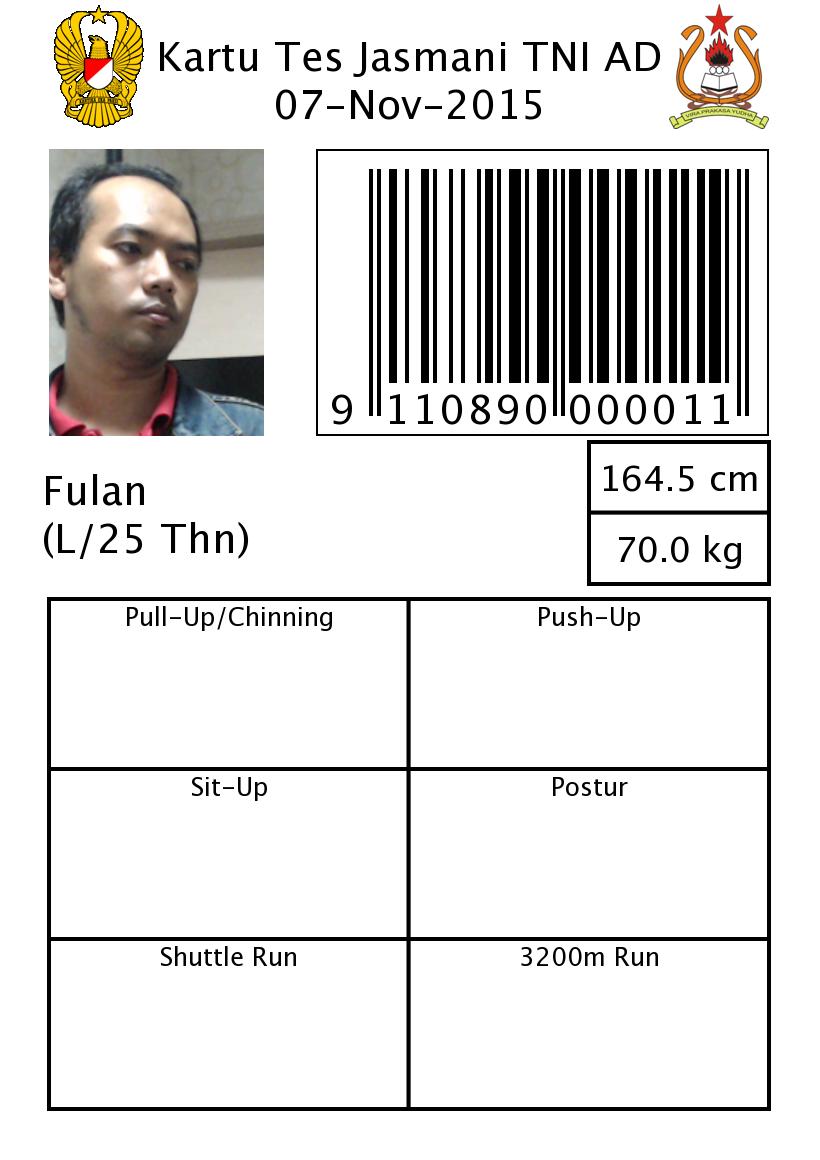 Kartu Tes Jasmani TNI AD
07-Nov-2015
VIRA PRAKASA YUDHA
9 110890 000011
Fulan
(L/25 Thn)
164.5 cm
70.0 kg
Pull-Up/Chinning
Push-Up
Sit-Up
Postur
Shuttle Run
3200m Run